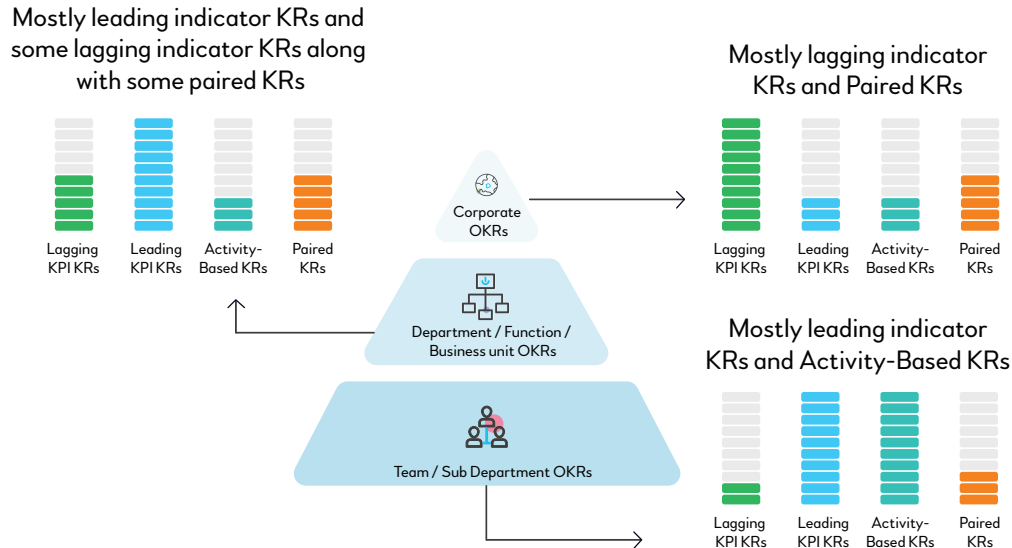 Mostly leading indicator KRs and
some lagging indicator KRs along
with some paired KRs
Lagging
KPI KRs
Leading
KPI KRs
Activity-
Based KRs
Paired
KRs
Mostly lagging indicator
KRs and Paired KRs
Lagging
KPI KRs
Leading
KPI KRs
Activity-
Based KRs
Paired
KRs
Corporate
OKRs
Department / Function /
Business unit OKRs
Team / Sub Department OKRs
Mostly leading indicator
KRs and Activity-Based KRs
Lagging
KPI KRs
Leading
KPI KRs
Activity-
Based KRs
Paired
KRs